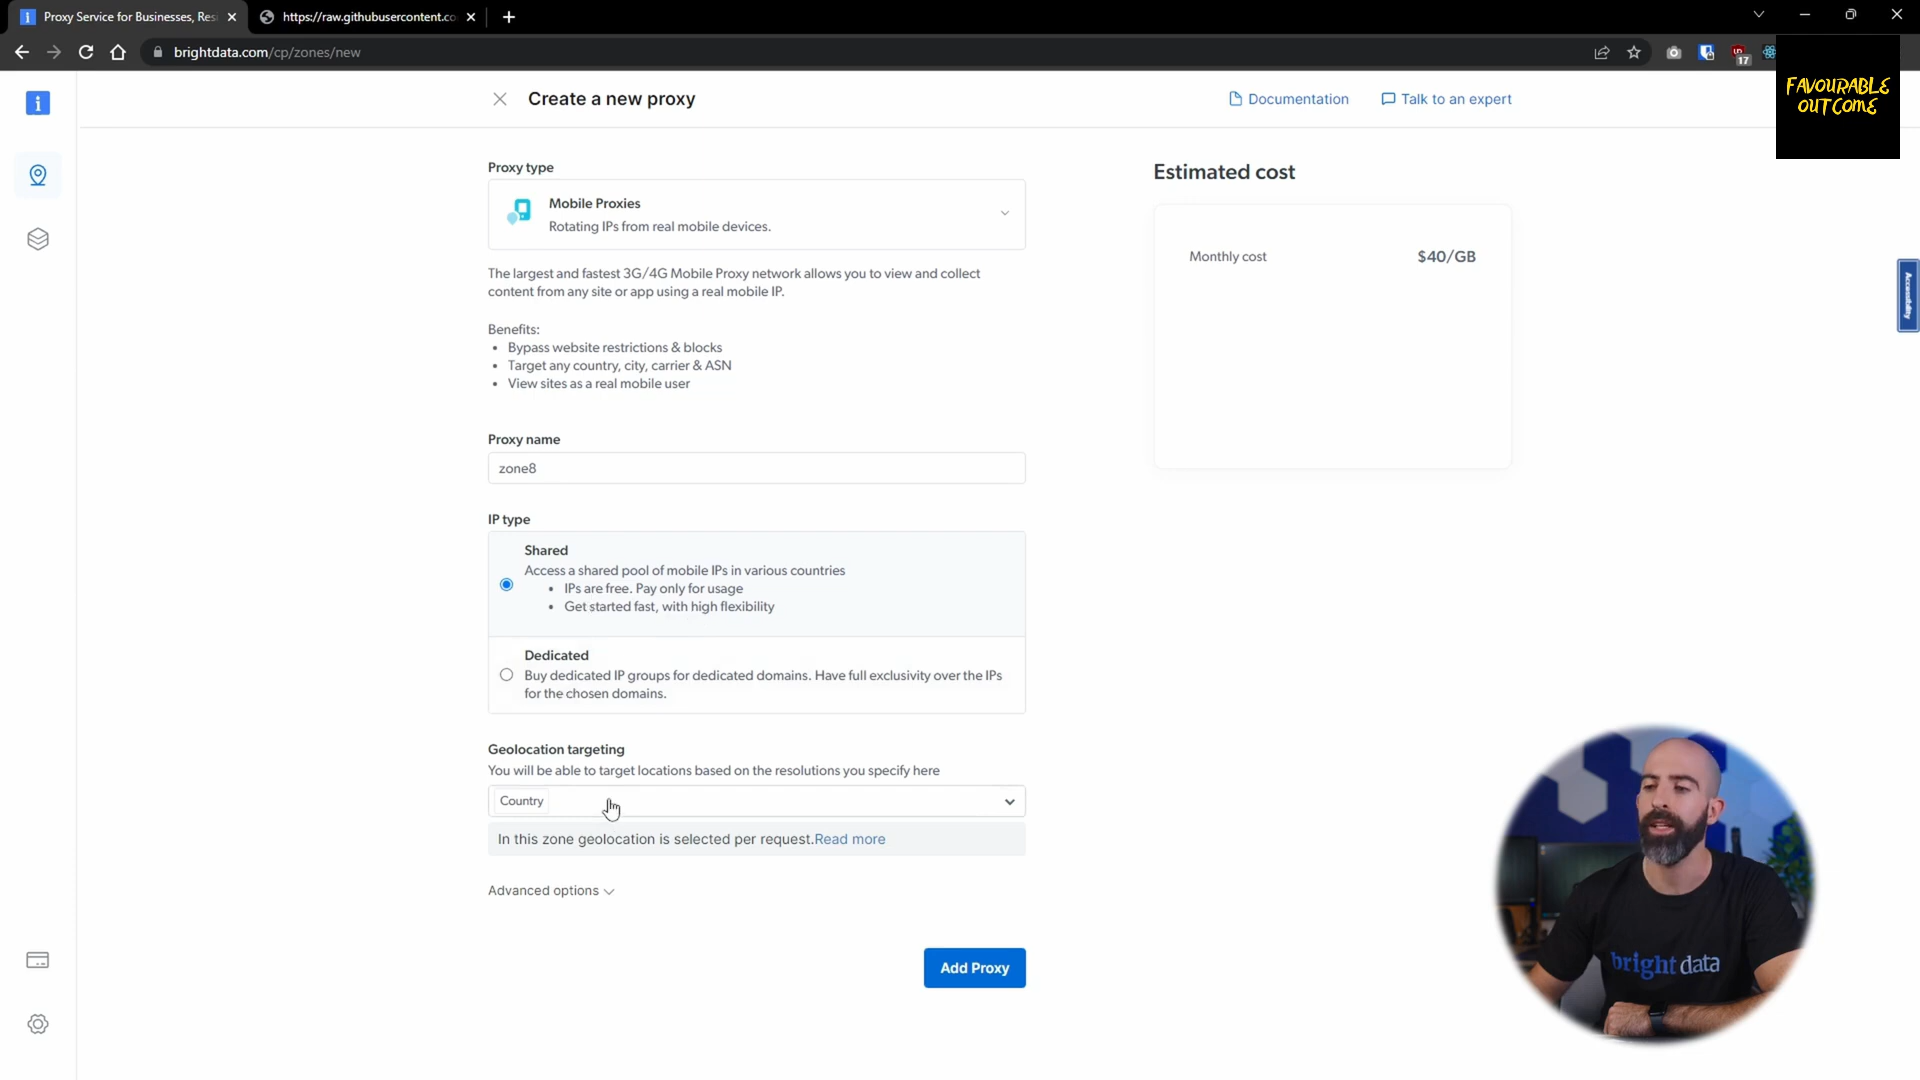 Proxy Service for Businesses, Resi
https://raw.githubusercontent.co
brightdata.com/cp/zones/new
17
FAVOURABLE
OUTCOME
Create a new proxy
Documentation
Talk to an expert
Proxy type
Mobile Proxies
Rotating IPs from real mobile devices.
The largest and fastest 3G/4G Mobile Proxy network allows you to view and collect
content from any site or app using a real mobile IP.
Benefits:
• Bypass website restrictions & blocks
• Target any country, city, carrier & ASN
• View sites as a real mobile user
Proxy name
zone8
IP type
Shared
Access a shared pool of mobile IPs in various countries
• IPs are free. Pay only for usage
• Get started fast, with high flexibility
Dedicated
Buy dedicated IP groups for dedicated domains. Have full exclusivity over the IPs
for the chosen domains.
Geolocation targeting
You will be able to target locations based on the resolutions you specify here
Country
In this zone geolocation is selected per request.Read more
Advanced options
Add Proxy
Estimated cost
Monthly cost $40/GB
Accessibility
bright data